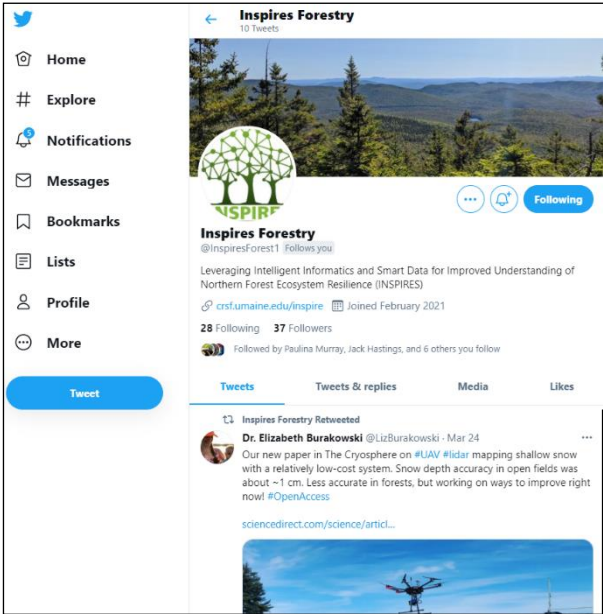 Inspires Forestry
10 Tweets
Home
Explore
5
Notifications
Messages
Bookmarks
Lists
Profile
More
Tweet
INSPIRE
Following
Inspires Forestry
@InspiresForest1 Follows you
Leveraging Intelligent Informatics and Smart Data for Improved Understanding of
Northern Forest Ecosystem Resilience (INSPIRES)
crsf.umaine.edu/inspire Joined February 2021
28 Following 37 Followers
Followed by Paulina Murray, Jack Hastings, and 6 others you follow
Tweets Tweets & replies Media Likes
Inspires Forestry Retweeted
Dr. Elizabeth Burakowski @LizBurakowski · Mar 24
Our new paper in The Cryosphere on #UAV #lidar mapping shallow snow
with a relatively low-cost system. Snow depth accuracy in open fields was
about ~1 cm. Less accurate in forests, but working on ways to improve right
now! #OpenAccess
sciencedirect.com/science/articl...